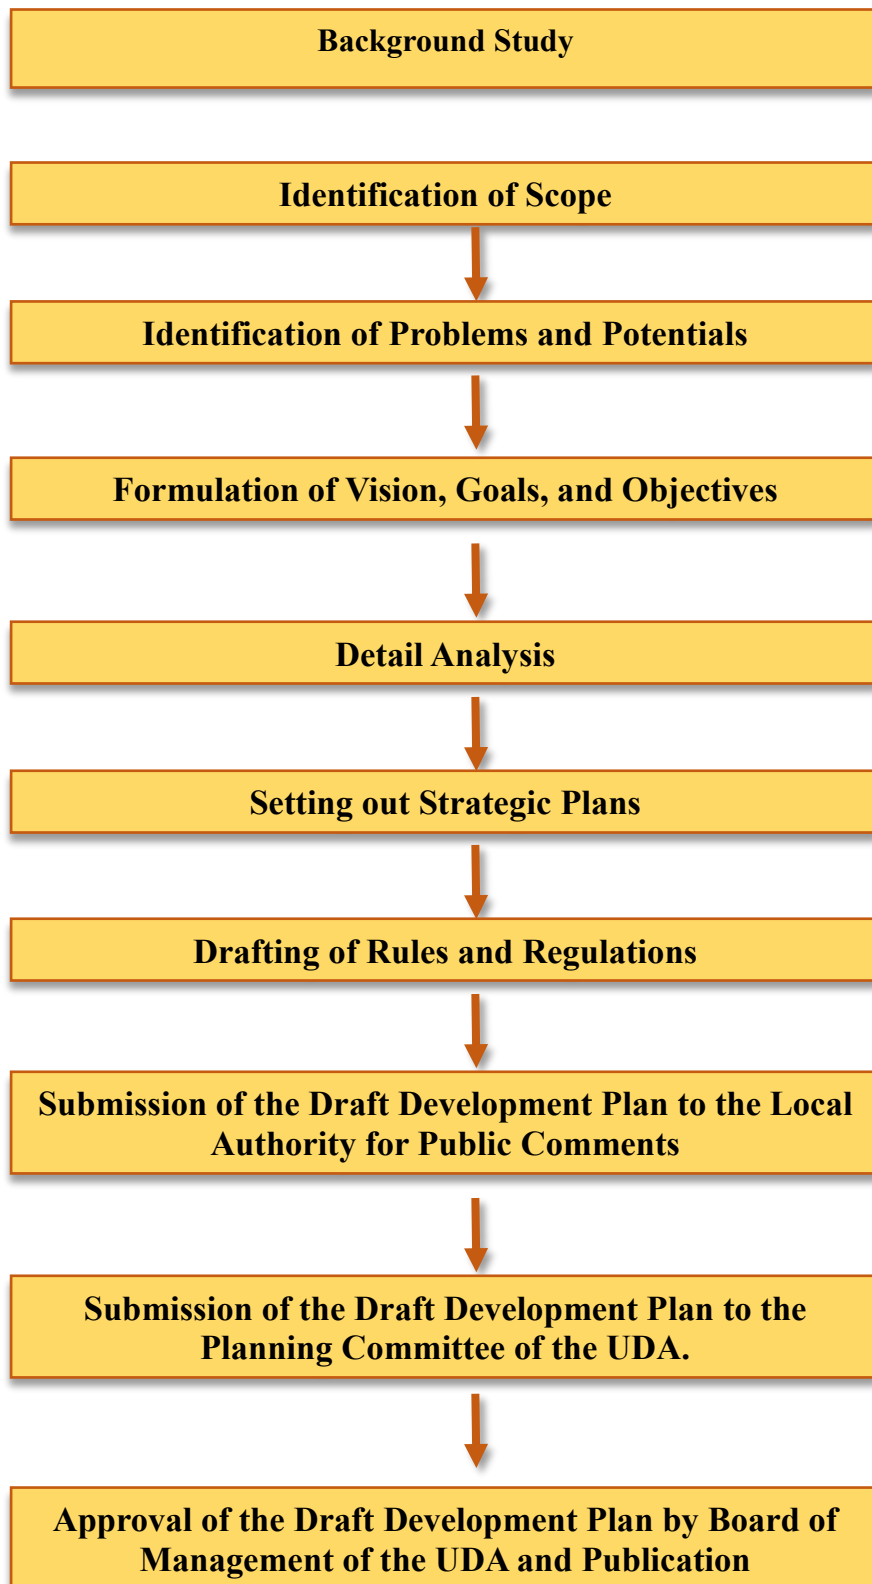 Background Study
Identification of Scope
Identification of Problems and Potentials
Formulation of Vision, Goals, and Objectives
Detail Analysis
Setting out Strategic Plans
Drafting of Rules and Regulations
Submission of the Draft Development Plan to the Local
Authority for Public Comments
Submission of the Draft Development Plan to the
Planning Committee of the UDA.
Approval of the Draft Development Plan by Board of
Management of the UDA and Publication